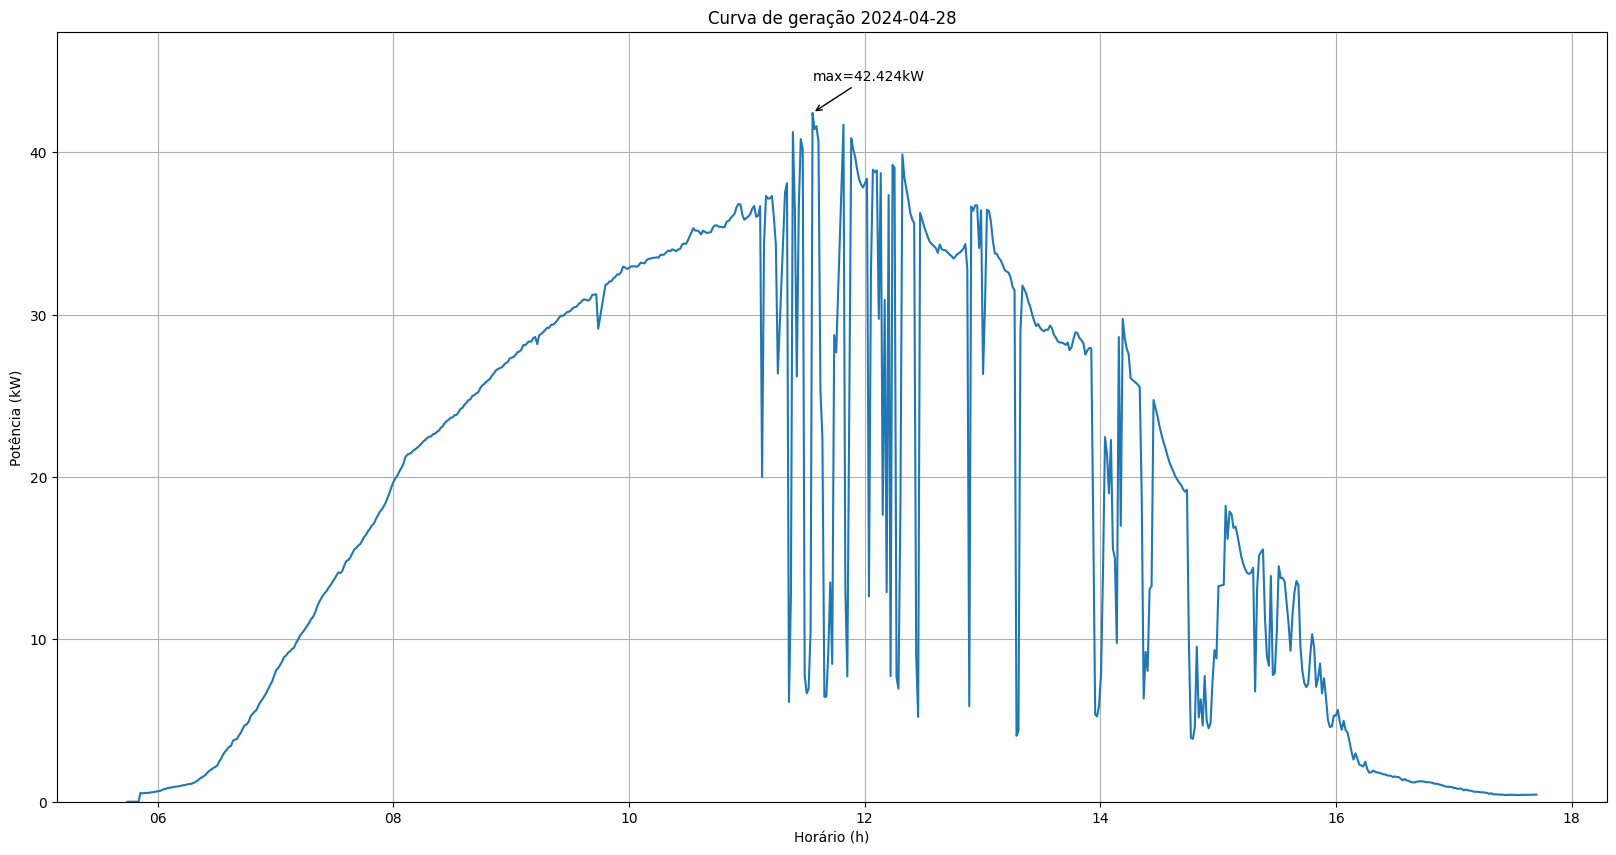 Curva de geração 2024-04-28
max=42.424kW
Potência (kW)
40
30
20
10
0
06 08 10 12 14 16 18
Horário (h)